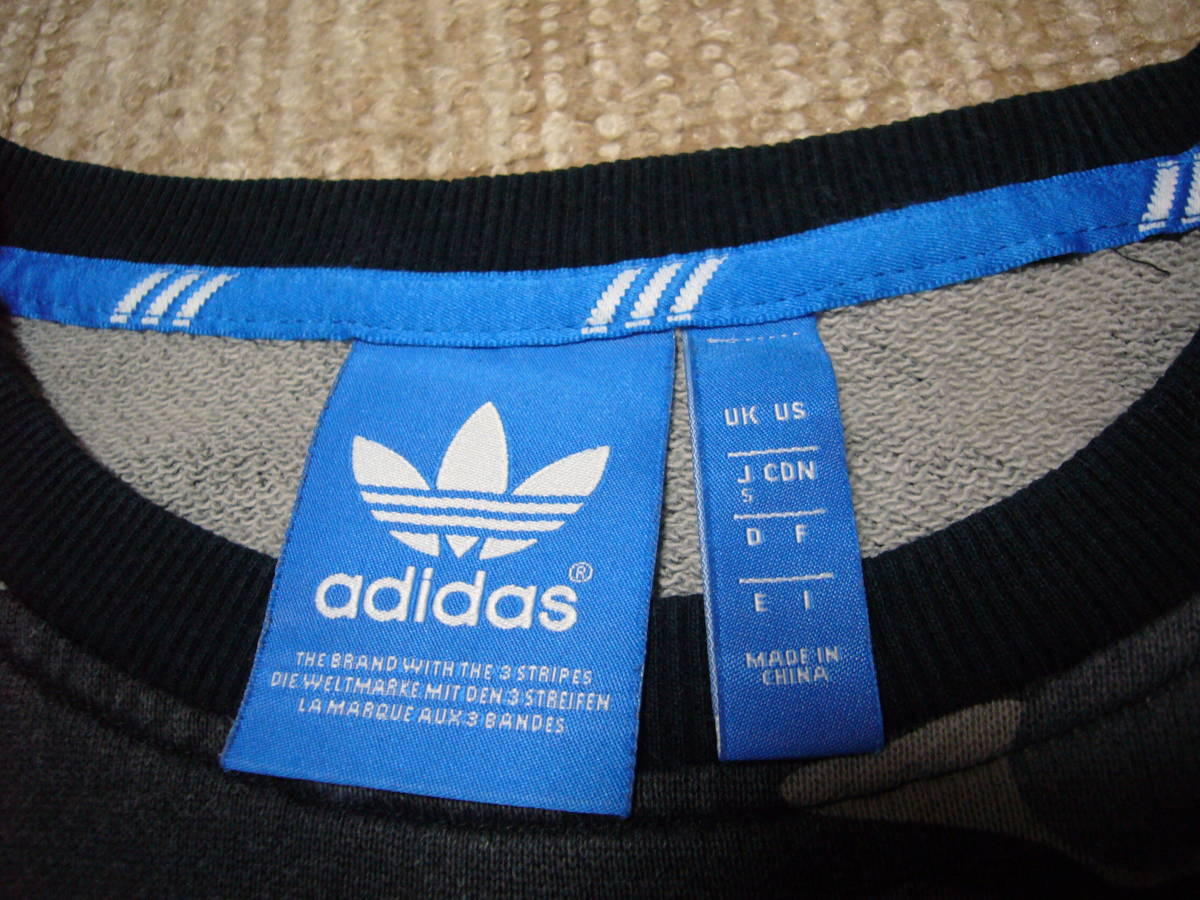 adidas®
THE BRAND WITH THE 3 STRIPES
DIE WELTMARKE MIT DEN 3 STREIFEN
LA MARQUE AUX 3 BANDES
UK US
J CDN
S
D F
E I
MADE IN
CHINA